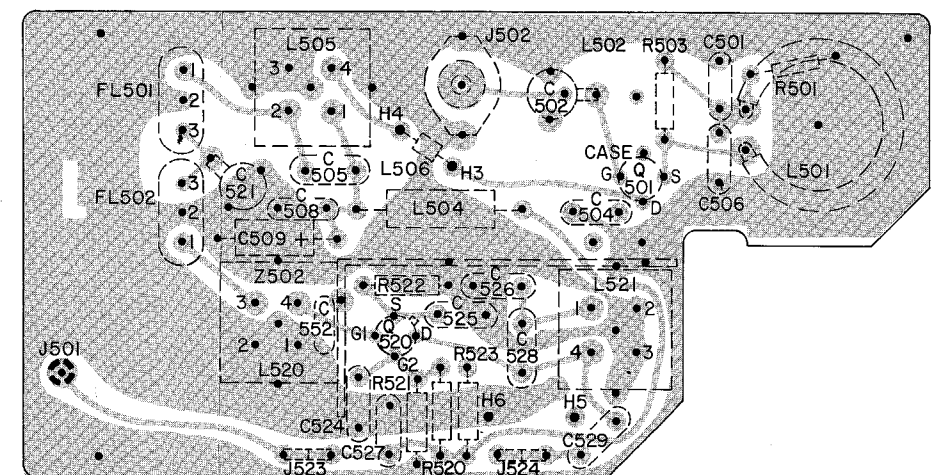 J502
L505
L502 R503 C501
3 4
FL501
1
2
3
2 1
H4
C
502
R501
C
505
L506
H3
CASE
G Q
501 S
D
L501
C506
FL502
3
2
1
C
521
C
508
L504
C
504
C509 +
Z502
R522
C
526
L521
3 4
C
552
S
C
525
1 2
G1 Q
520 D
G2
C
528
2 1
R523
4 3
J501
L520
R521
H6
H5
C524
C527
C529
J523
R520
J524